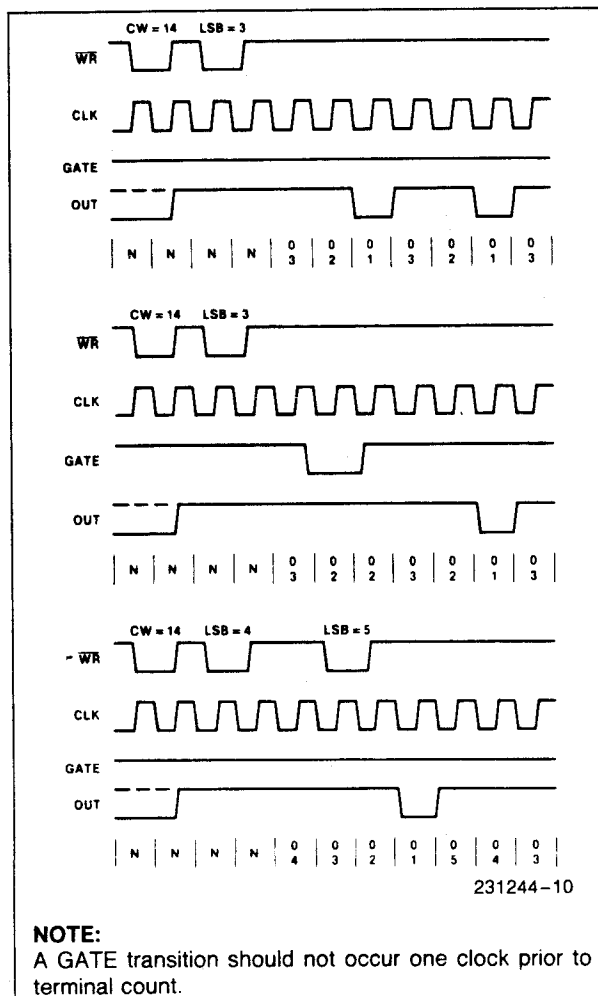 CW = 14 LSB = 3
WR
CLK
GATE
OUT
N N N N 0 0 0 0 0 0 0
3 2 1 3 2 1 3
CW = 14 LSB = 3
WR
CLK
GATE
OUT
N N N N 0 0 0 0 0 0 0
3 2 2 3 2 1 3
CW = 14 LSB = 4 LSB = 5
WR
CLK
GATE
OUT
N N N N 0 0 0 0 0 0 0
4 3 2 1 5 4 3
231244–10
NOTE:
A GATE transition should not occur one clock prior to
terminal count.